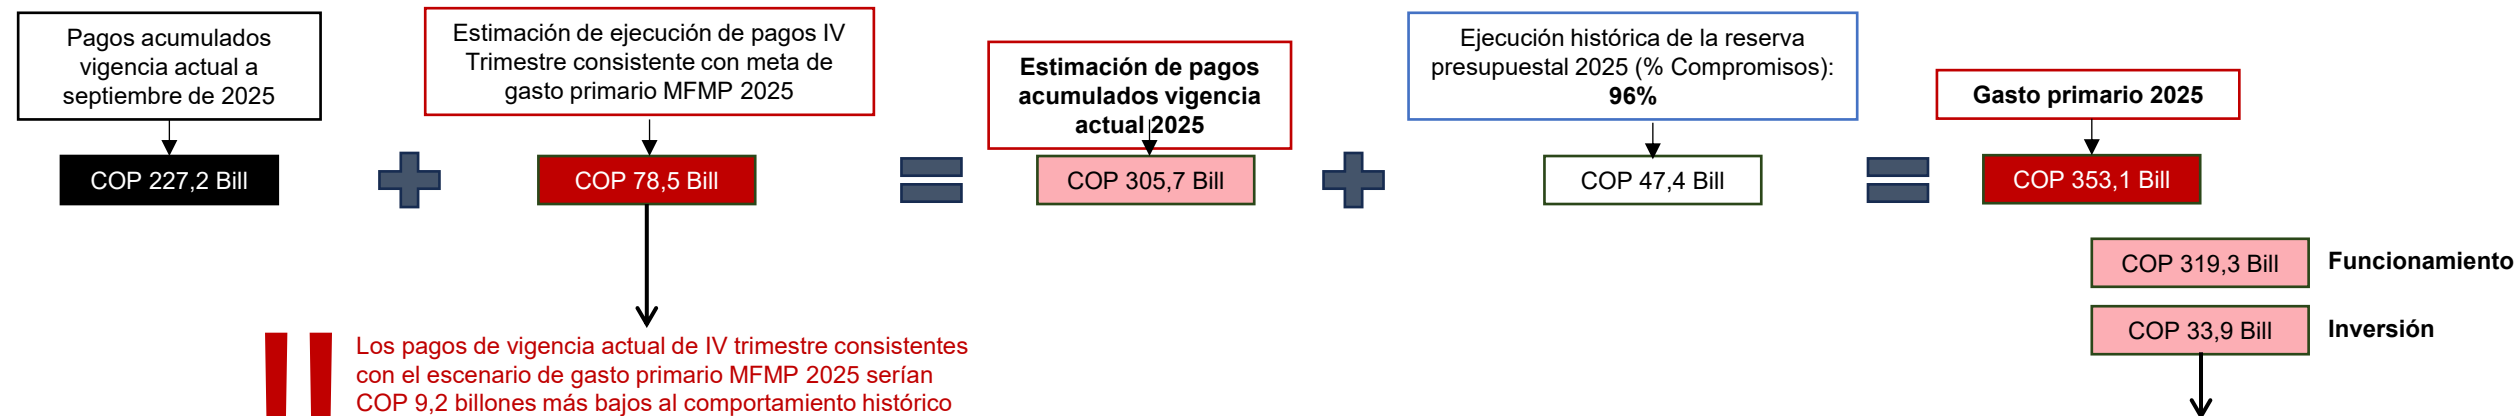 Pagos acumulados
vigencia actual a
septiembre de 2025
COP 227,2 Bill
Estimación de ejecución de pagos IV
Trimestre consistente con meta de
gasto primario MFMP 2025
COP 78,5 Bill
Estimación de pagos
acumulados vigencia
actual 2025
COP 305,7 Bill
Ejecución histórica de la reserva
presupuestal 2025 (% Compromisos):
96%
COP 47,4 Bill
Gasto primario 2025
COP 353,1 Bill
COP 319,3 Bill Funcionamiento
COP 33,9 Bill Inversión
Los pagos de vigencia actual de IV trimestre consistentes
con el escenario de gasto primario MFMP 2025 serían
COP 9,2 billones más bajos al comportamiento histórico